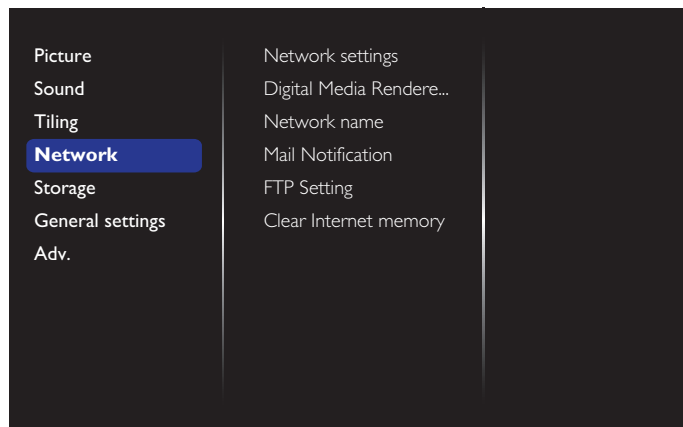 Picture
Sound
Tiling
Network
Storage
General settings
Adv.
Network settings
Digital Media Rendere...
Network name
Mail Notification
FTP Setting
Clear Internet memory